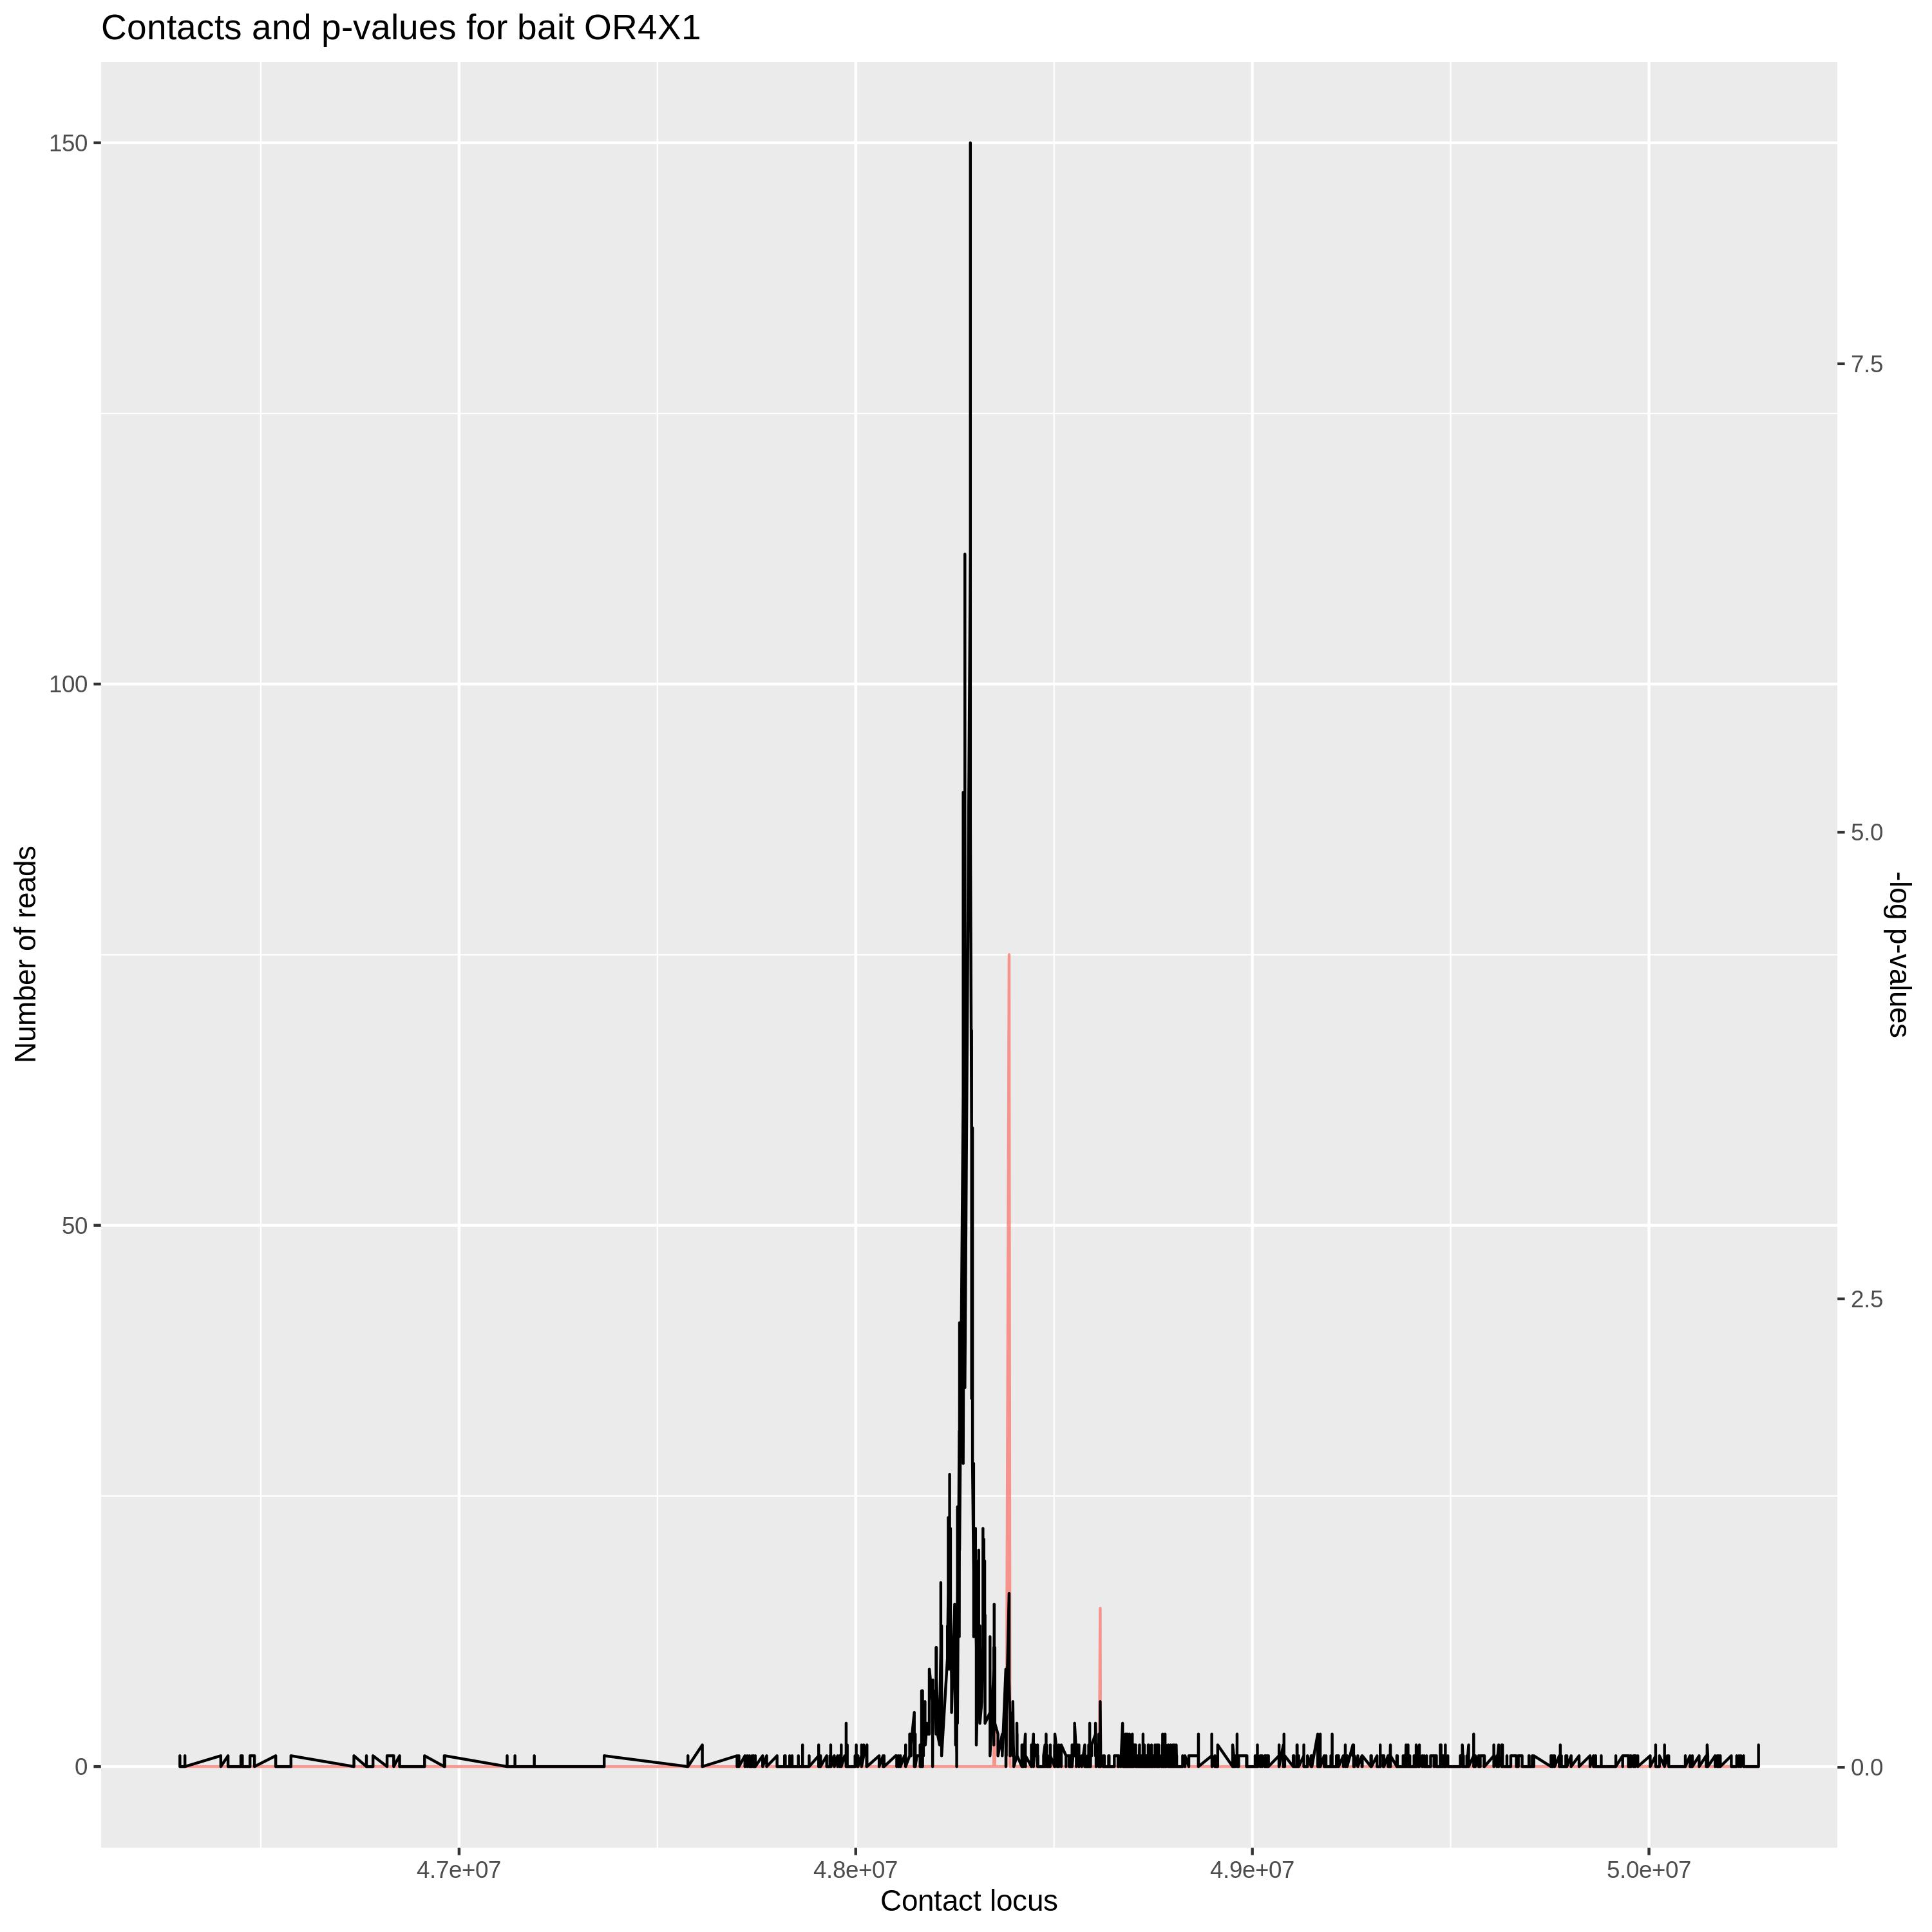 Contacts and p-values for bait OR4X1
150
100
50
0
Number of reads
7.5
5.0
2.5
0.0
-log p-values
4.7e+07
4.8e+07
4.9e+07
5.0e+07
Contact locus